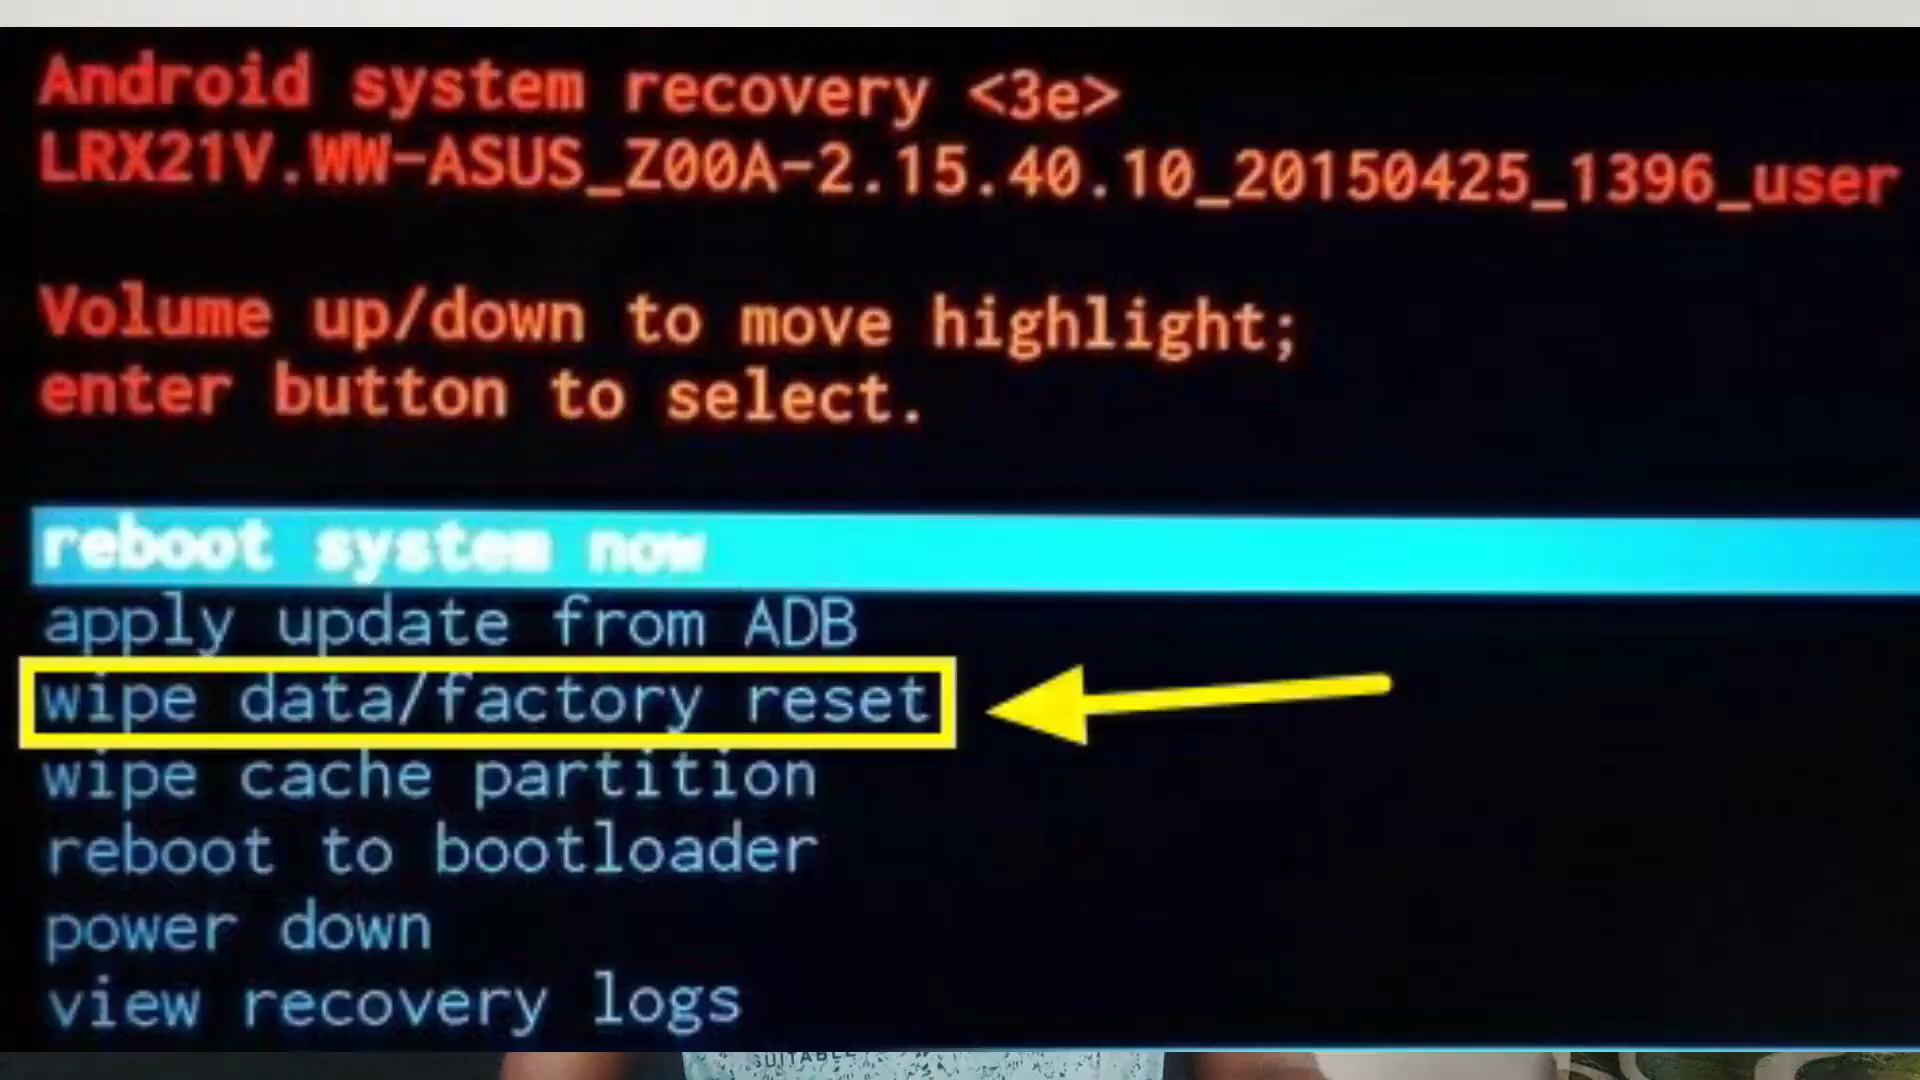 Android system recovery <3e>
LRX21V.WW-ASUS_Z00A-2.15.40.10_20150425_1396_user
Volume up/down to move highlight;
enter button to select.
reboot system now
apply update from ADB
wipe data/factory reset
wipe cache partition
reboot to bootloader
power down
view recovery logs
SUITABLE